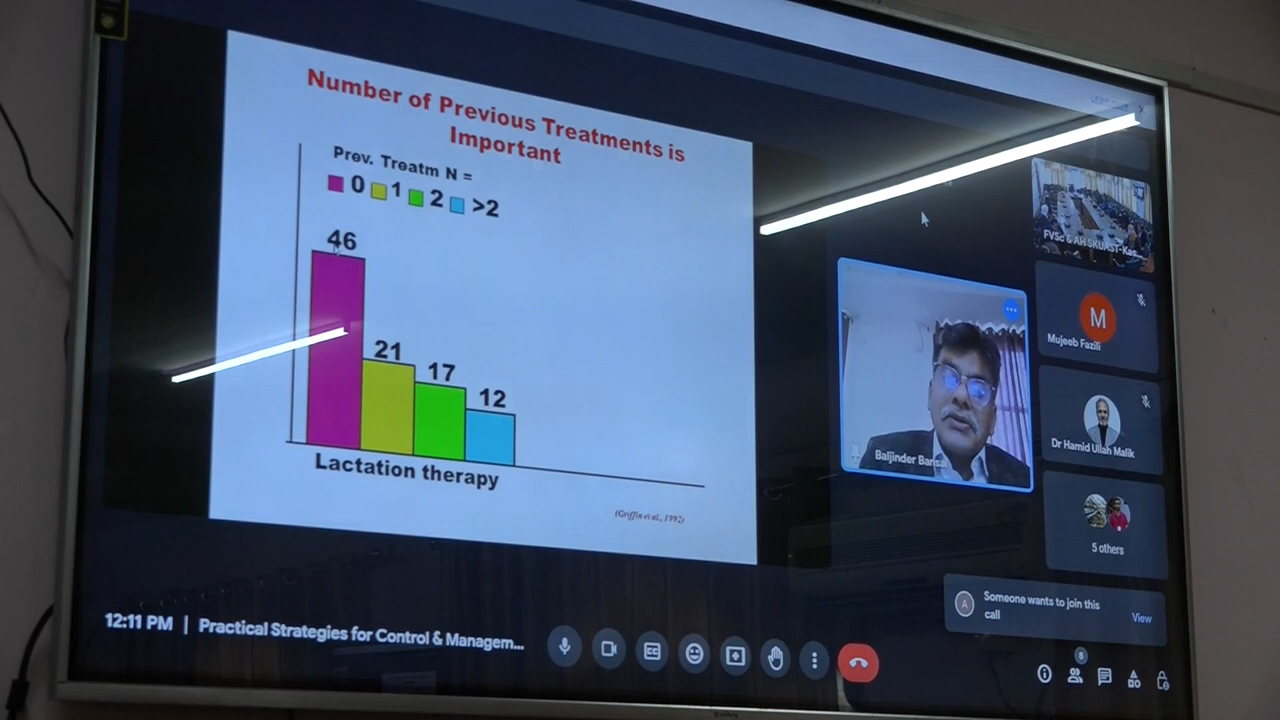 Number of Previous Treatments is
Important
Prev. Treatm N =
0 1 2 >2
46
21
17
12
Lactation therapy
(Griffin et al., 1992)
FVSc & AH SKUAST-Kas...
M
Mujeeb Fazili
Baljinder Bansal
Dr Hamid Ullah Malik
5 others
A
Someone wants to join this
call
View
12:11 PM | Practical Strategies for Control & Managem...
CC
8